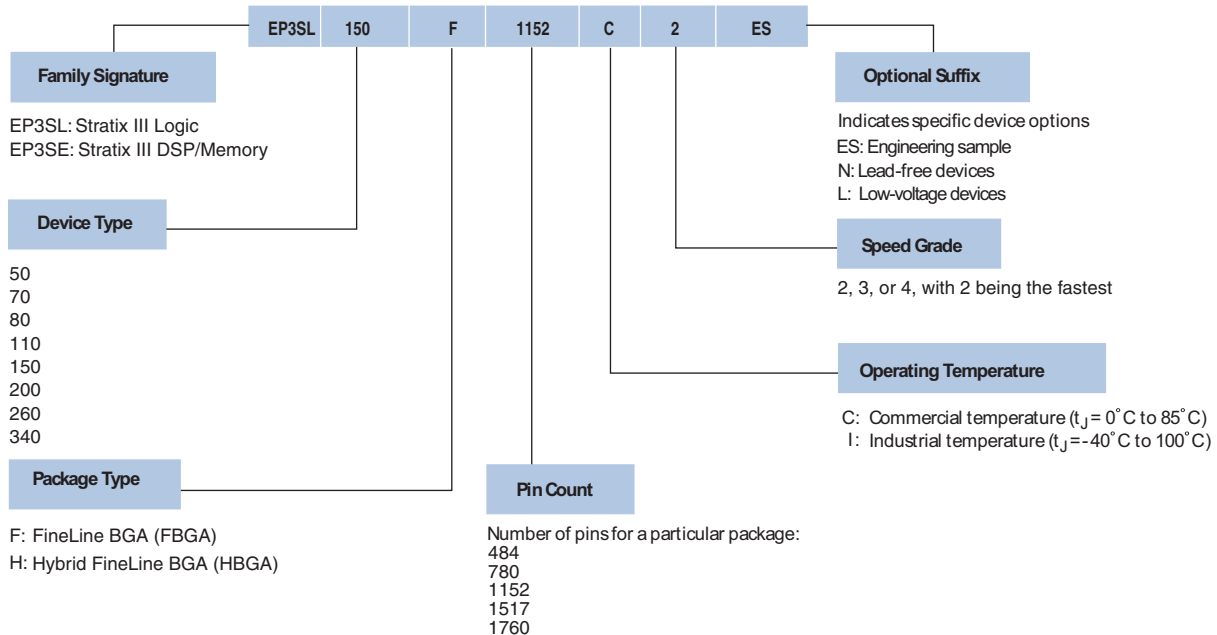 EP3SL 150 F 1152 C 2 ES
Family Signature
EP3SL: Stratix III Logic
EP3SE: Stratix III DSP/Memory
Device Type
50
70
80
110
150
200
260
340
Package Type
F: FineLine BGA (FBGA)
H: Hybrid FineLine BGA (HBGA)
Pin Count
Number of pins for a particular package:
484
780
1152
1517
1760
Optional Suffix
Indicates specific device options
ES: Engineering sample
N: Lead-free devices
L: Low-voltage devices
Speed Grade
2, 3, or 4, with 2 being the fastest
Operating Temperature
C: Commercial temperature (tJ = 0°C to 85°C)
I: Industrial temperature (tJ = -40°C to 100°C)